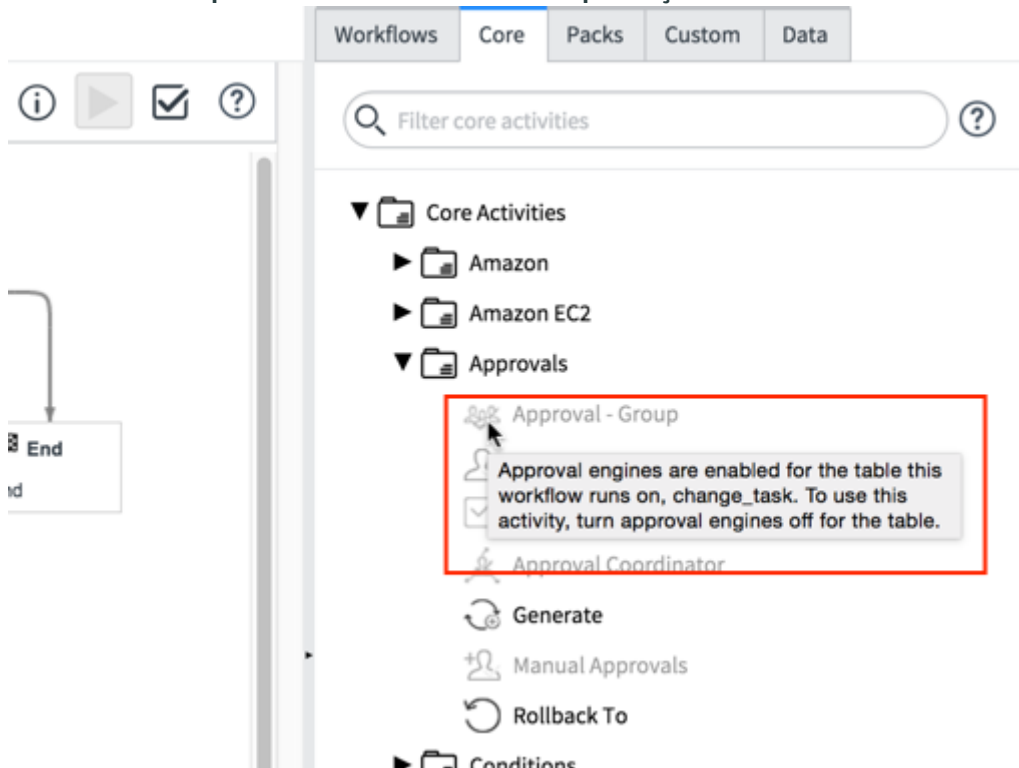 Workflows Core Packs Custom Data
Filter core activities
Core Activities
Amazon
Amazon EC2
Approvals
Approval - Group
Approval engines are enabled for the table this
workflow runs on, change_task. To use this
activity, turn approval engines off for the table.
Approval Coordinator
Generate
Manual Approvals
Rollback To
Conditions
End